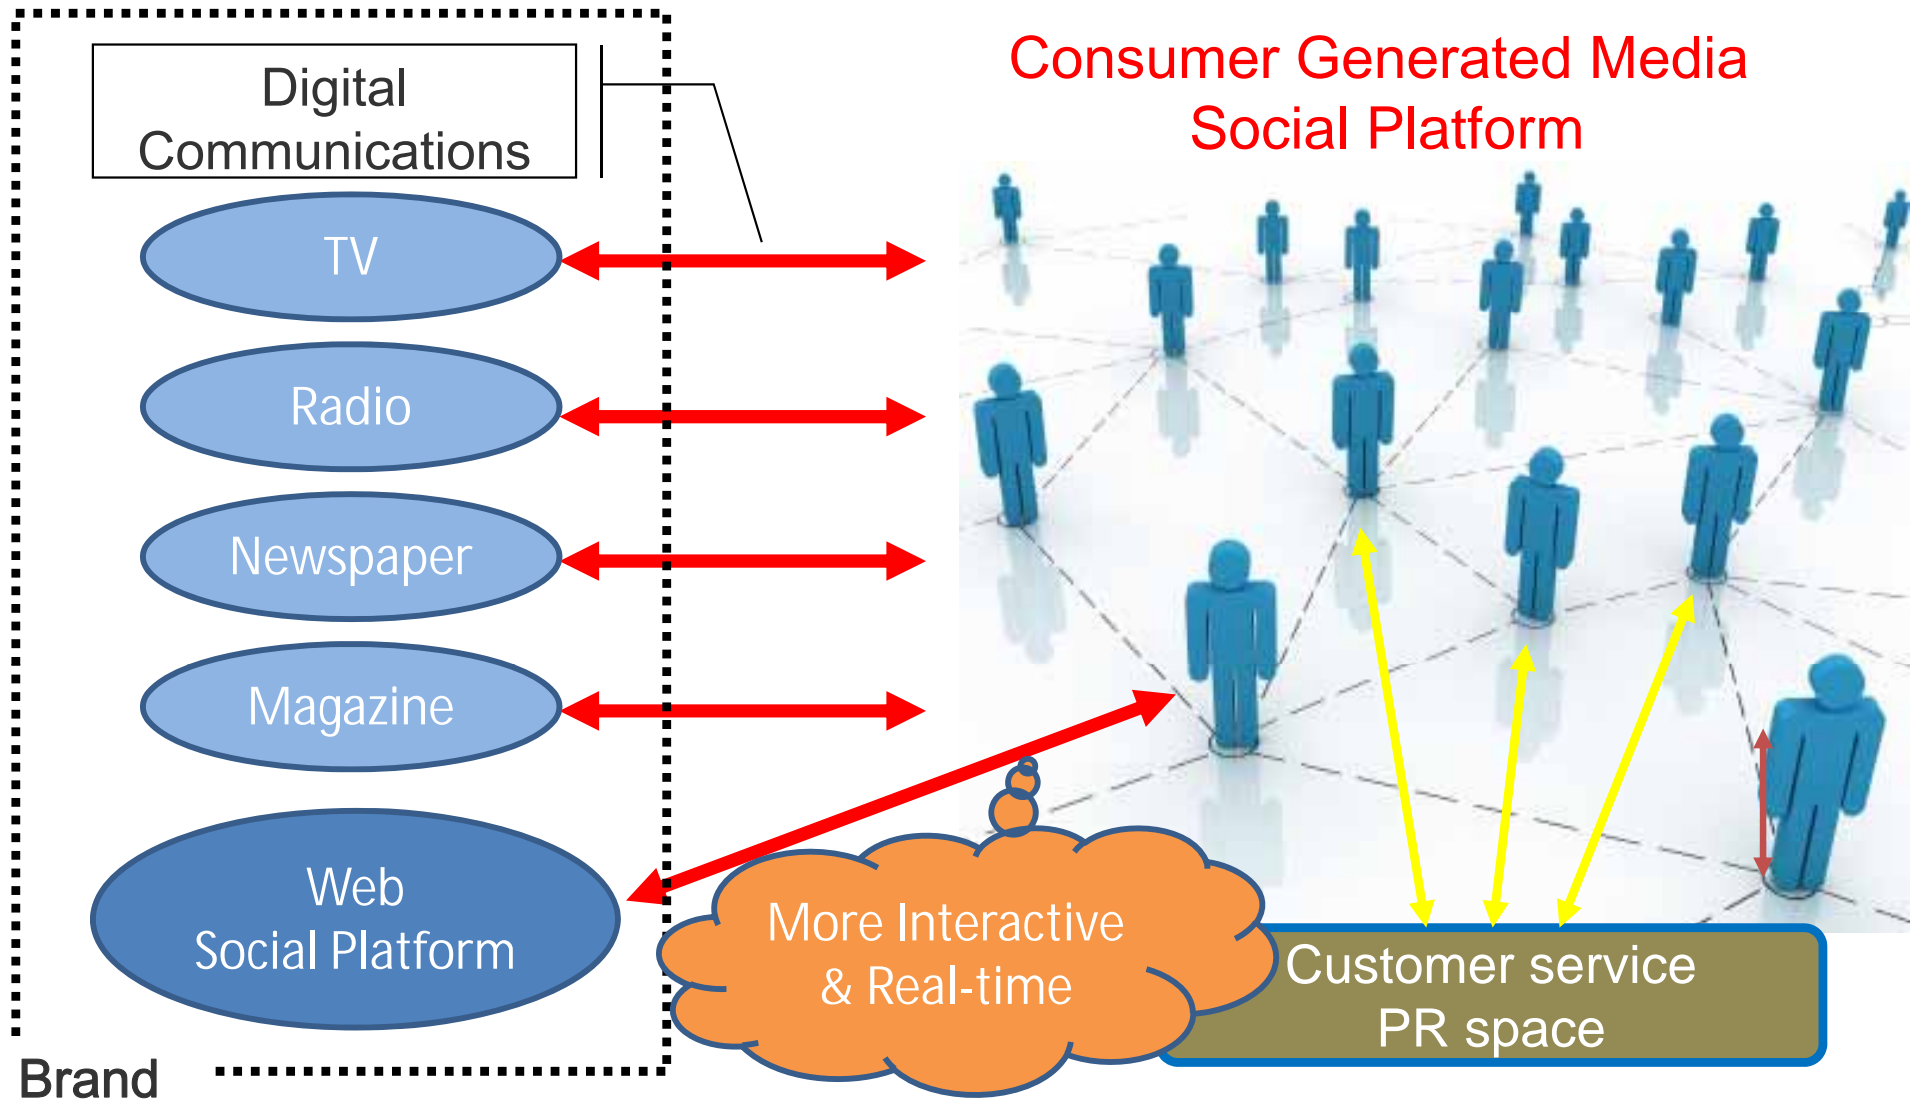 Digital
Communications
TV
Radio
Newspaper
Magazine
Web
Social Platform
Brand
Consumer Generated Media
Social Platform
More Interactive
& Real-time
Customer service
PR space